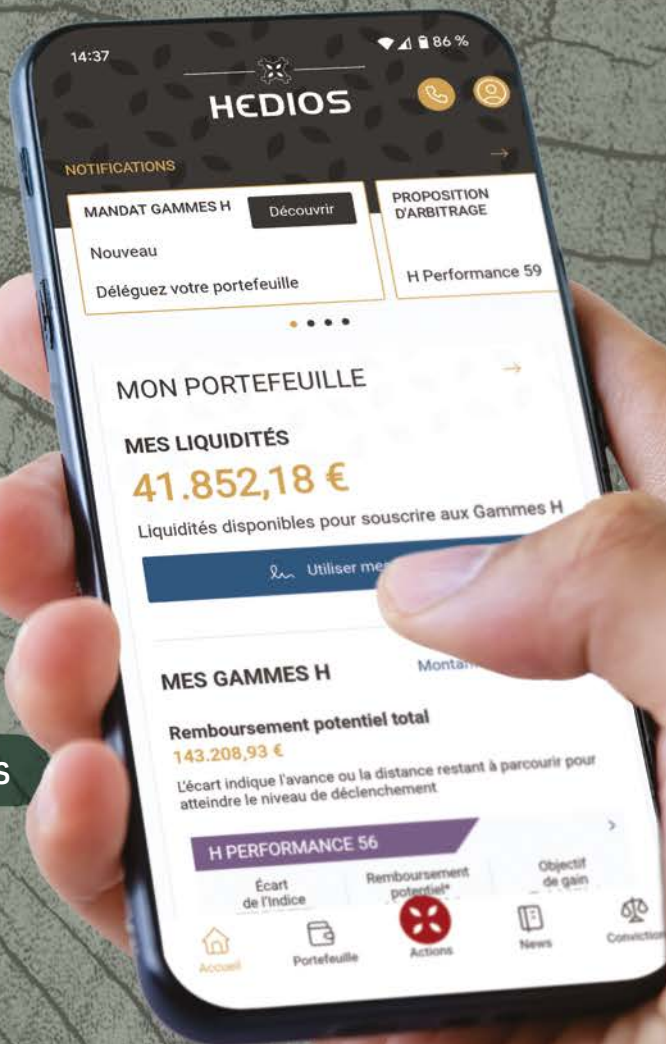 14:37
86 %
HEDIOS
NOTIFICATIONS
MANDAT GAMMES H
Découvrir
Nouveau
Déléguez votre portefeuille
PROPOSITION
D'ARBITRAGE
H Performance 59
MON PORTEFEUILLE
MES LIQUIDITÉS
41.852,18 €
Liquidités disponibles pour souscrire aux Gammes H
Utiliser
MES GAMMES H
Remboursement potentiel total
143.208,93 €
L'écart indique l'avance ou la distance restant à parcourir pour
atteindre le niveau de déclenchement
H PERFORMANCE 56
Écart
de l'Indice
Remboursement
potentiel*
Objectif
de gain
Accueil
Portefeuille
Actions
News
Conviction